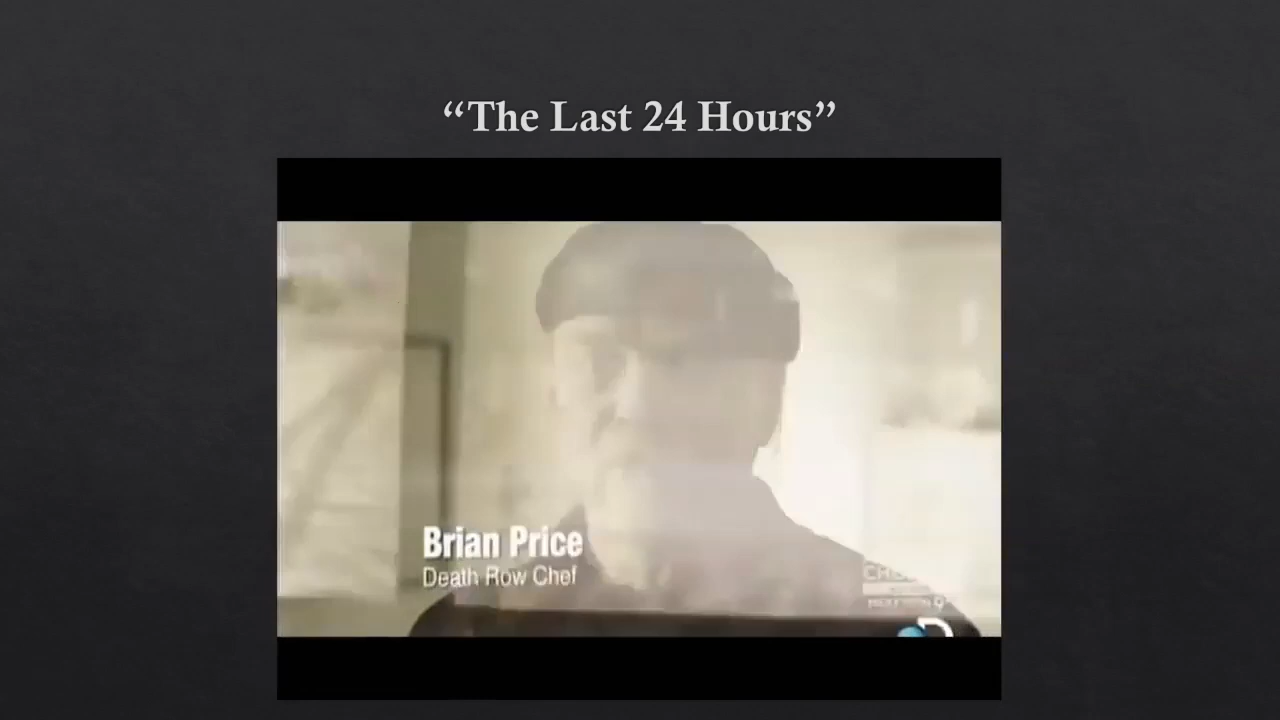 “The Last 24 Hours”
Brian Price
Death Row Chef